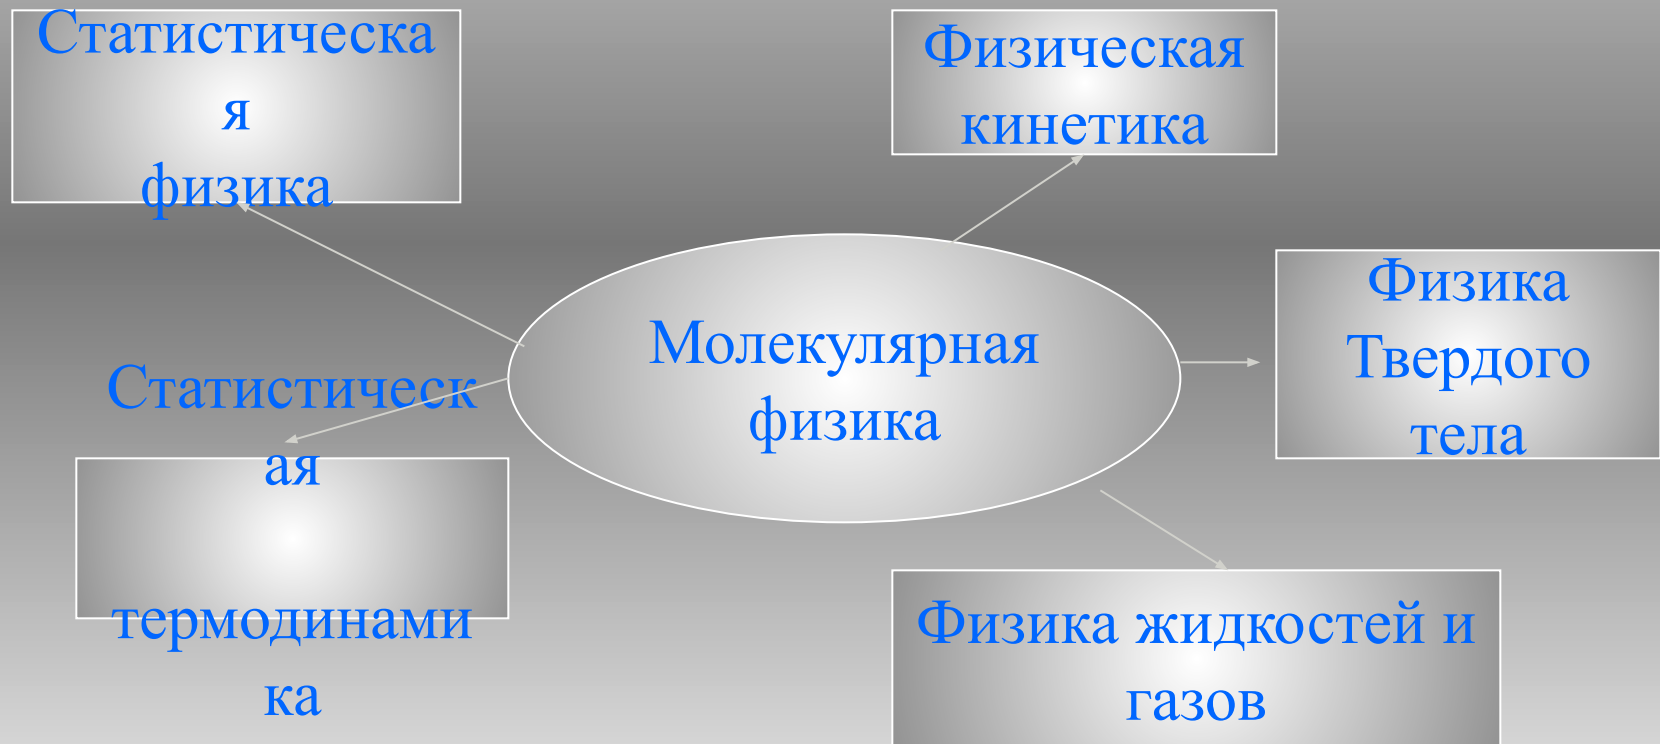 Статистическа
я
физика
Физическая
кинетика
Физика
Твердого
тела
Молекулярная
физика
Статистическ
ая
термодинами
ка
Физика жидкостей и
газов